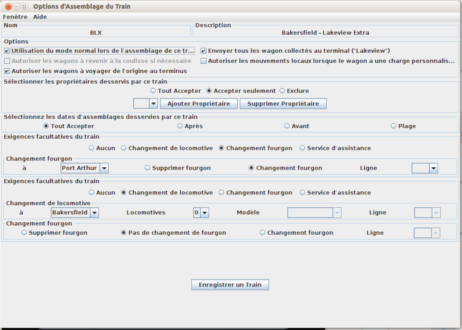 Options d'Assemblage du Train
Fenêtre Aide
Nom Description
BLX Bakersfield - Lakeview Extra
Options
Utilisation du mode normal lors de l'assemblage de ce tr... Envoyer tous les wagon collectés au terminal ('Lakeview')
Autoriser les wagons à revenir à la coulisse si nécessaire Autoriser les mouvements locaux lorsque le wagon a une charge personnalis...
Autoriser les wagons à voyager de l'origine au terminus
Sélectionner les propriétaires desservis par ce train
Tout Accepter Accepter seulement Exclure
Ajouter Propriétaire Supprimer Propriétaire
Sélectionnez les dates d'assemblages desservies par ce train
Tout Accepter Après Avant Plage
Exigences facultatives du train
Aucun Changement de locomotive Changement fourgon Service d'assistance
Changement fourgon
à Port Arthur Supprimer fourgon Changement fourgon Ligne
Exigences facultatives du train
Aucun Changement de locomotive Changement fourgon Service d'assistance
Changement de locomotive
à Bakersfield Locomotives 0 Modèle Ligne
Changement fourgon
Supprimer fourgon Pas de changement de fourgon Changement fourgon Ligne
Enregistrer un Train